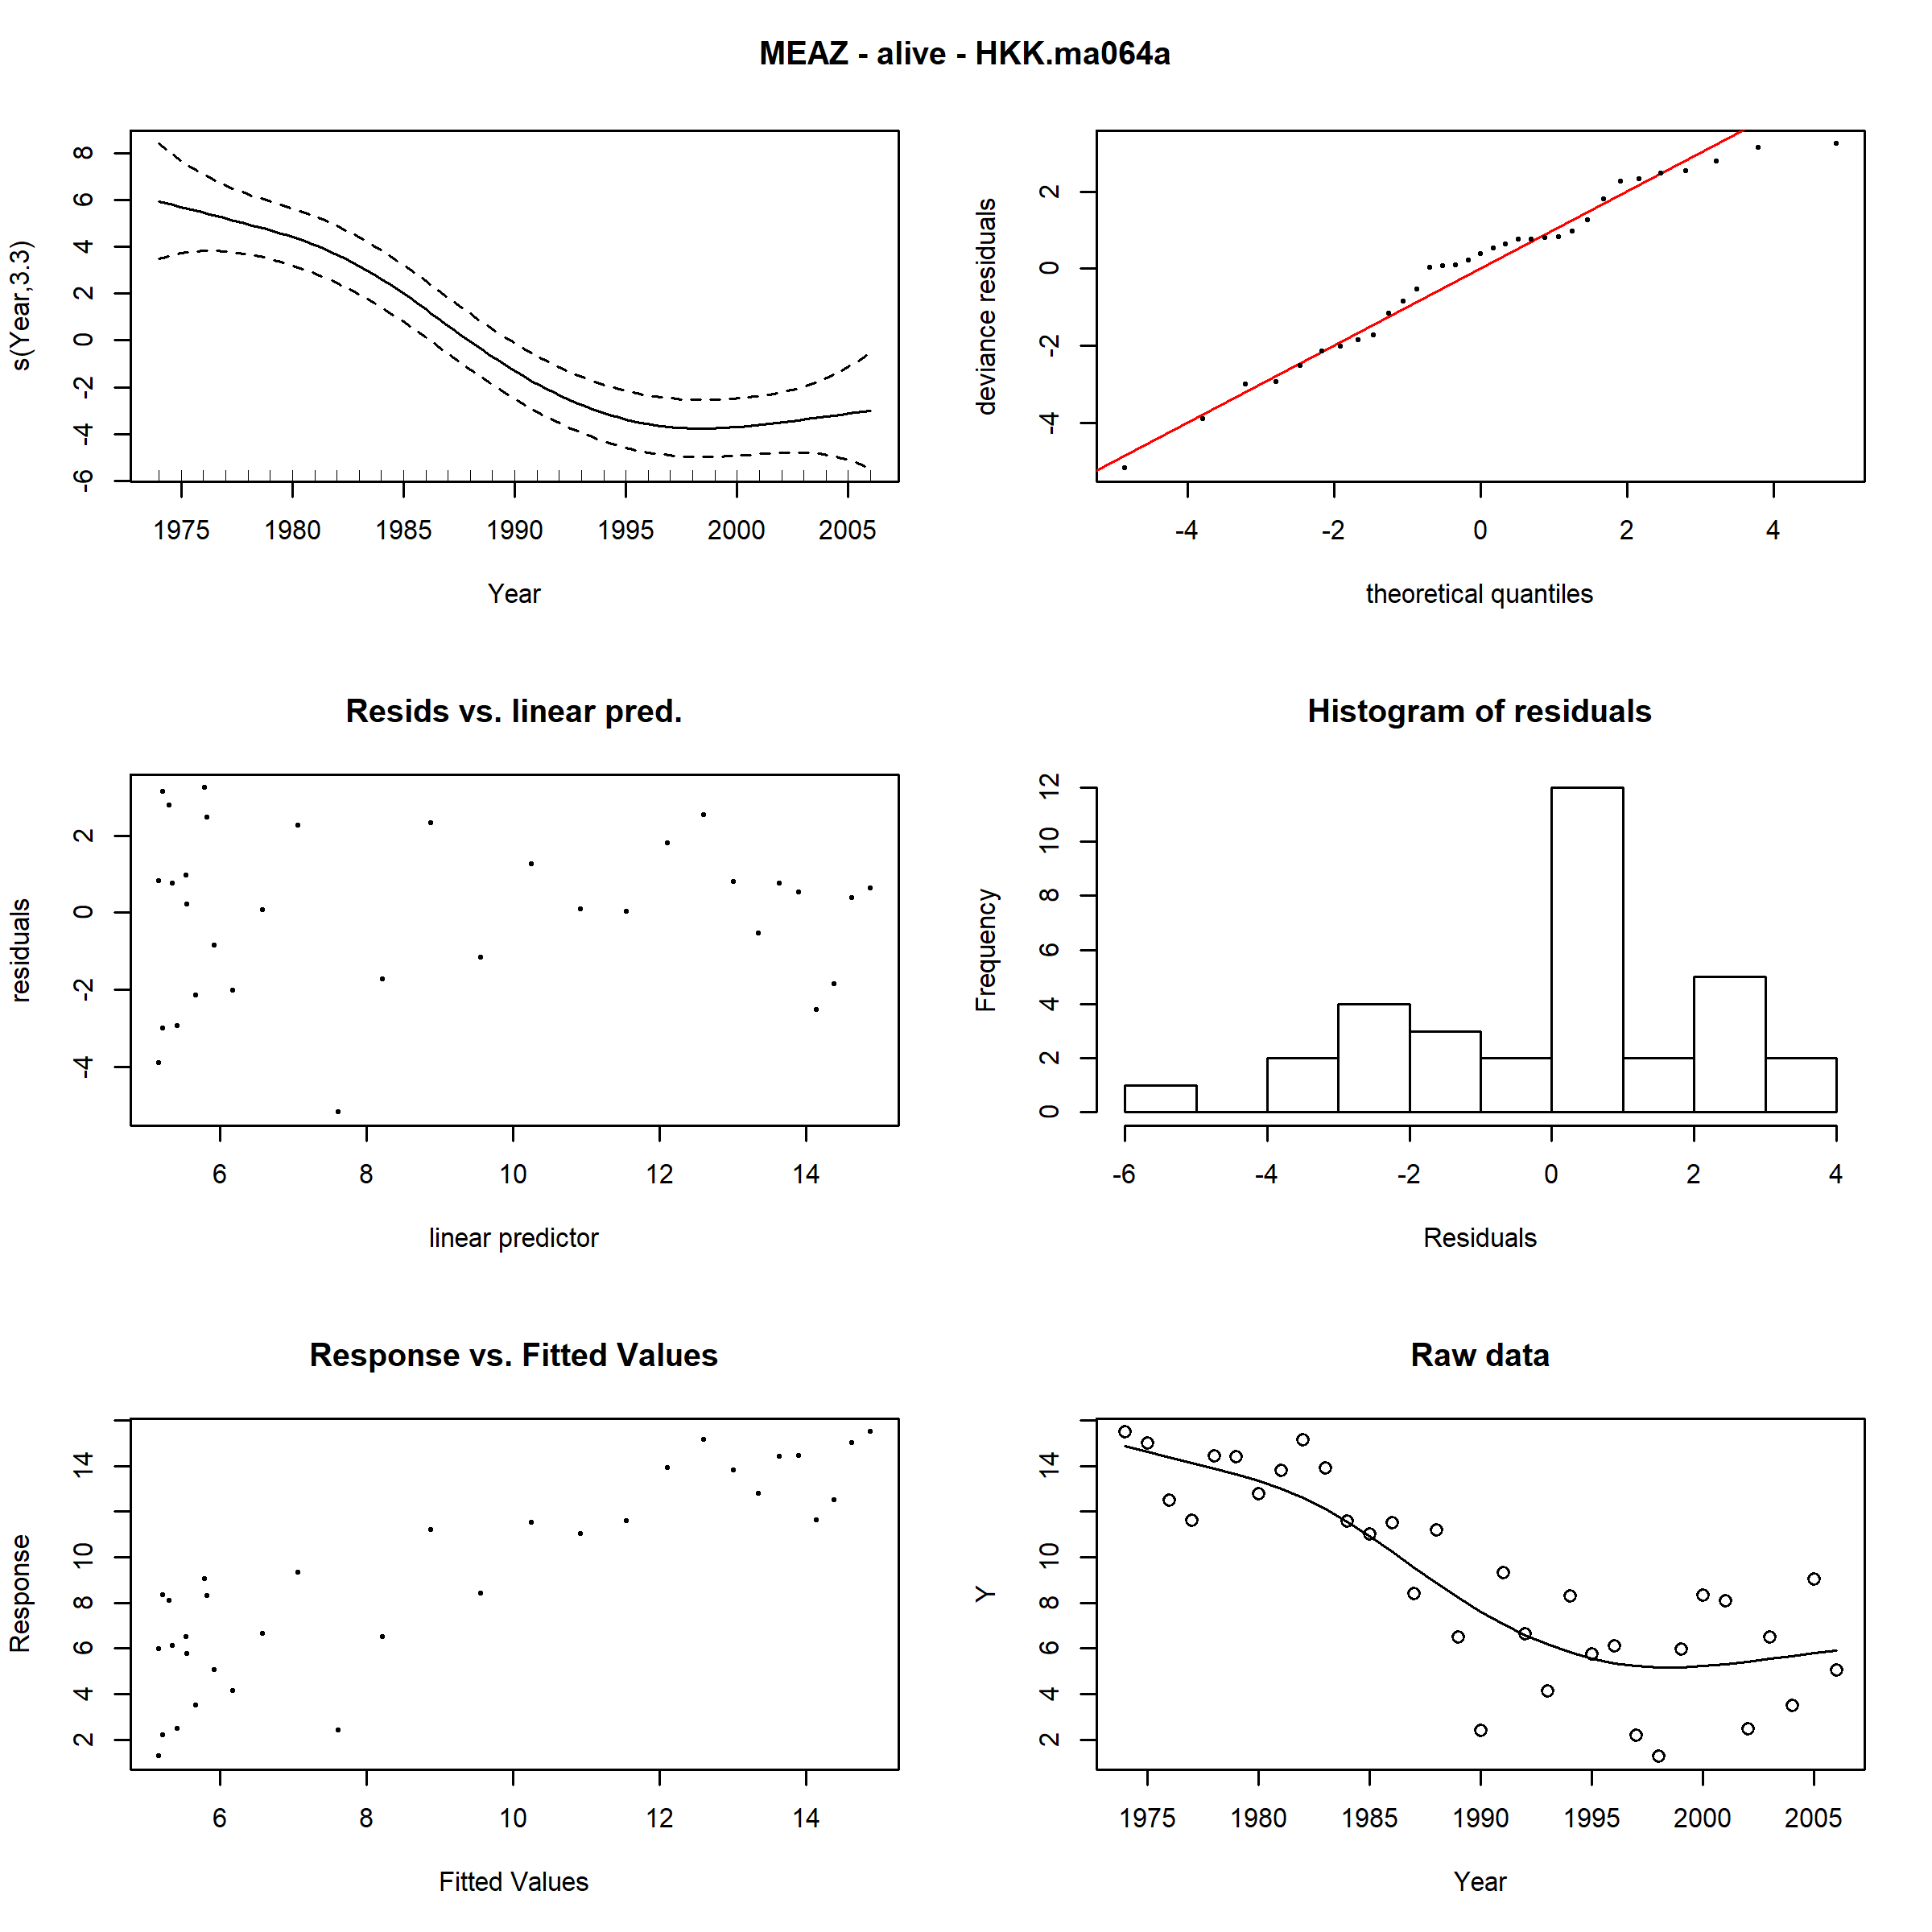 MEAZ - alive - HKK.ma064a
s(Year,3.3)
8
6
4
2
0
-2
-4
-6
1975 1980 1985 1990 1995 2000 2005
Year
deviance residuals
2
0
-2
-4
-4 -2 0 2 4
theoretical quantiles
Resids vs. linear pred.
residuals
2
0
-2
-4
6 8 10 12 14
linear predictor
Histogram of residuals
Frequency
12
10
8
6
4
2
0
-6 -4 -2 0 2 4
Residuals
Response vs. Fitted Values
Response
14
10
8
6
4
2
6 8 10 12 14
Fitted Values
Raw data
Y
14
10
8
6
4
2
1975 1980 1985 1990 1995 2000 2005
Year